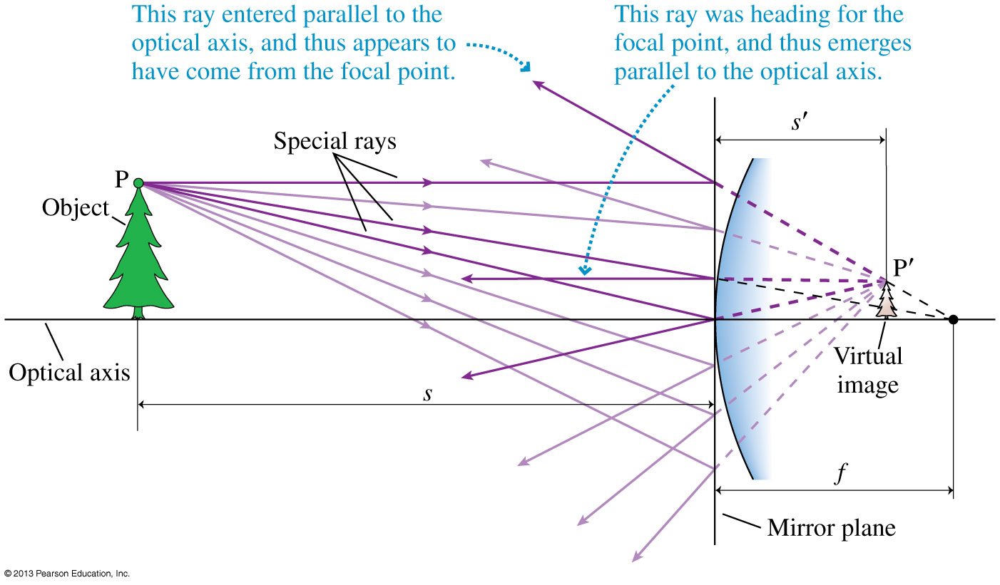 This ray entered parallel to the
optical axis, and thus appears to
have come from the focal point.
This ray was heading for the
focal point, and thus emerges
parallel to the optical axis.
s′
Special rays
P
Object
P′
Optical axis
Virtual
image
s
f
Mirror plane
© 2013 Pearson Education, Inc.